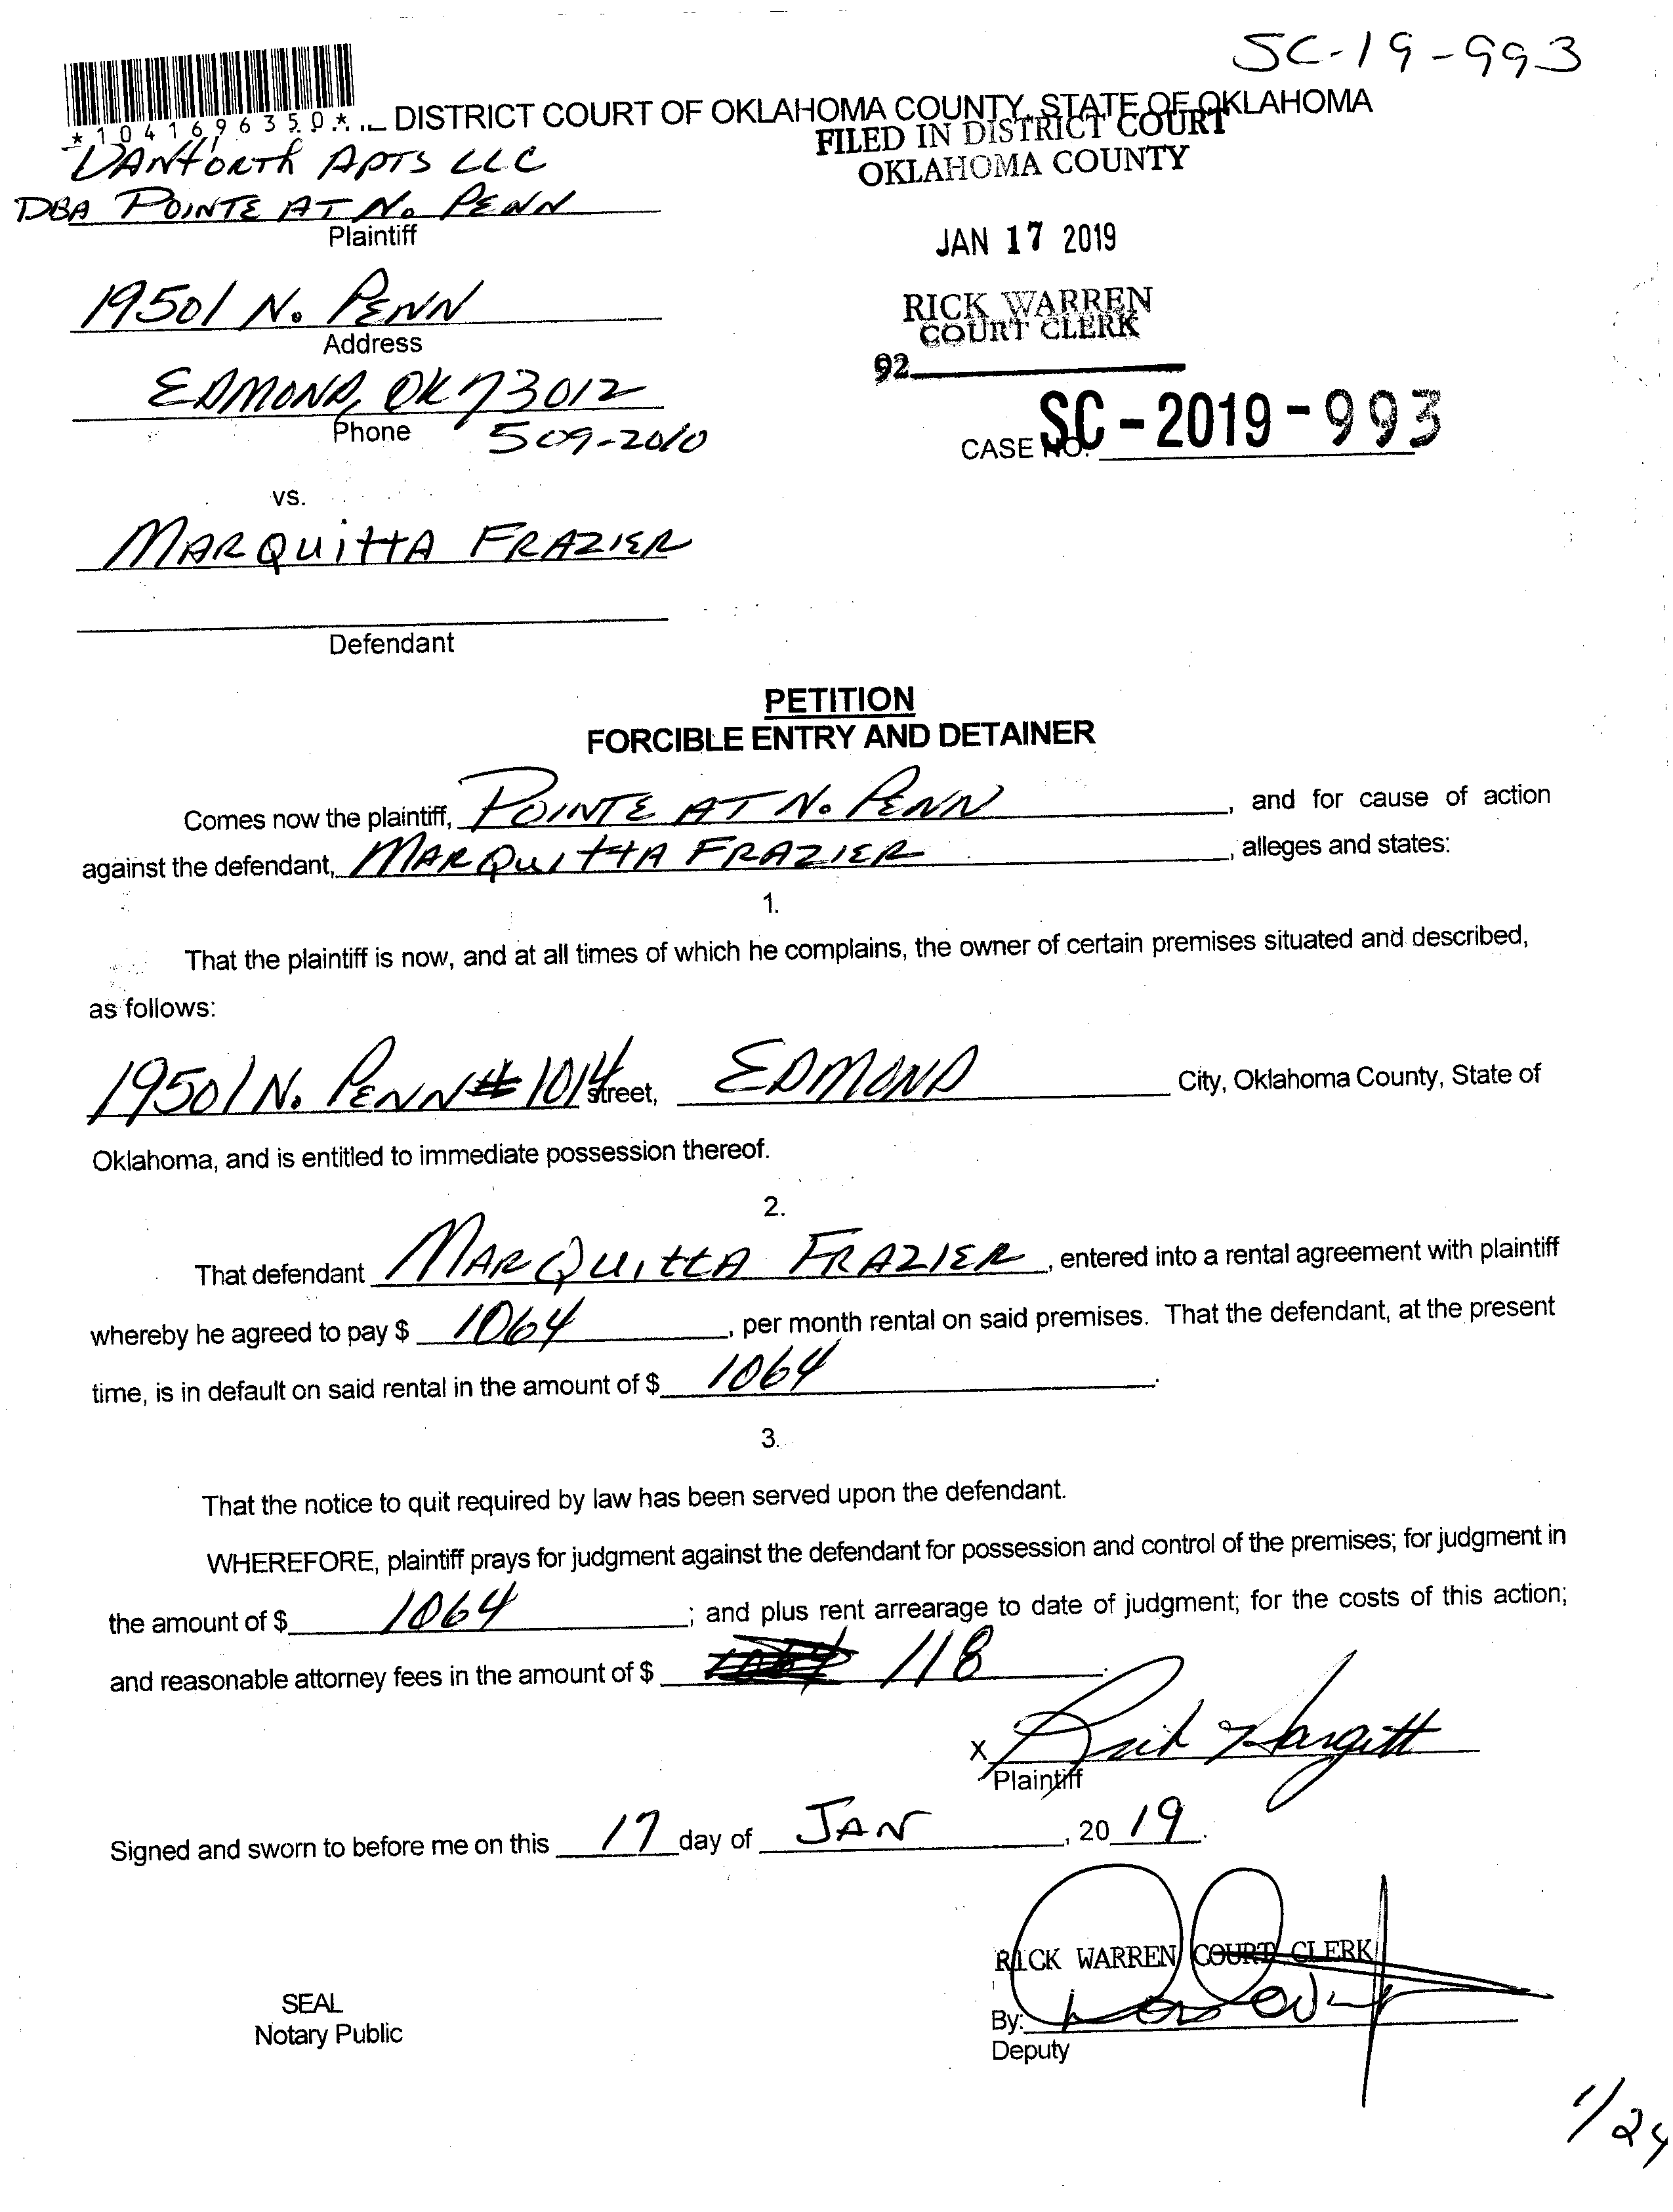 SC-19-993
*1041696350*
DISTRICT COURT OF OKLAHOMA COUNTY, STATE OF OKLAHOMA
FILED IN DISTRICT COURT
OKLAHOMA COUNTY
DANFORTH APTS LLC
DBA POINTE AT N. PENN
Plaintiff
JAN 17 2019
19501 N. PENN
Address
RICK WARREN
COURT CLERK
92
EDMOND, OK 73012
Phone 509-2010
CASE NO. SC-2019-993
vs.
MARQUITTA FRAZIER
Defendant
PETITION
FORCIBLE ENTRY AND DETAINER
Comes now the plaintiff, POINTE AT N. PENN, and for cause of action
against the defendant, MARQUITTA FRAZIER, alleges and states:
1.
That the plaintiff is now, and at all times of which he complains, the owner of certain premises situated and described,
as follows:
19501 N. PENN #1014 street, EDMOND City, Oklahoma County, State of
Oklahoma, and is entitled to immediate possession thereof.
2.
That defendant MARQUITTA FRAZIER, entered into a rental agreement with plaintiff
whereby he agreed to pay $ 1064, per month rental on said premises. That the defendant, at the present
time, is in default on said rental in the amount of $ 1064.
3.
That the notice to quit required by law has been served upon the defendant.
WHEREFORE, plaintiff prays for judgment against the defendant for possession and control of the premises; for judgment in
the amount of $ 1064; and plus rent arrearage to date of judgment; for the costs of this action;
and reasonable attorney fees in the amount of $ 118.
x Hargett
Plaintiff
Signed and sworn to before me on this 17 day of JAN, 20 19.
RICK WARREN COURT CLERK
SEAL
Notary Public
By:
Deputy
1/24